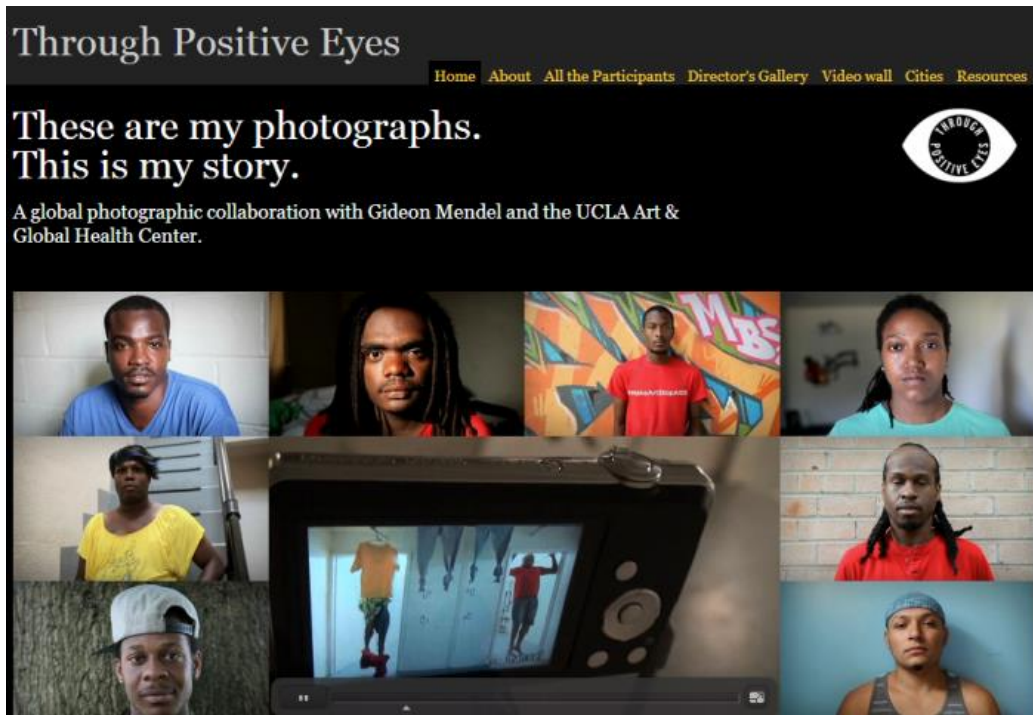 Through Positive Eyes
Home About All the Participants Director's Gallery Video wall Cities Resources
These are my photographs.
This is my story.
THROUGH
POSITIVE EYES
A global photographic collaboration with Gideon Mendel and the UCLA Art &
Global Health Center.
MBS